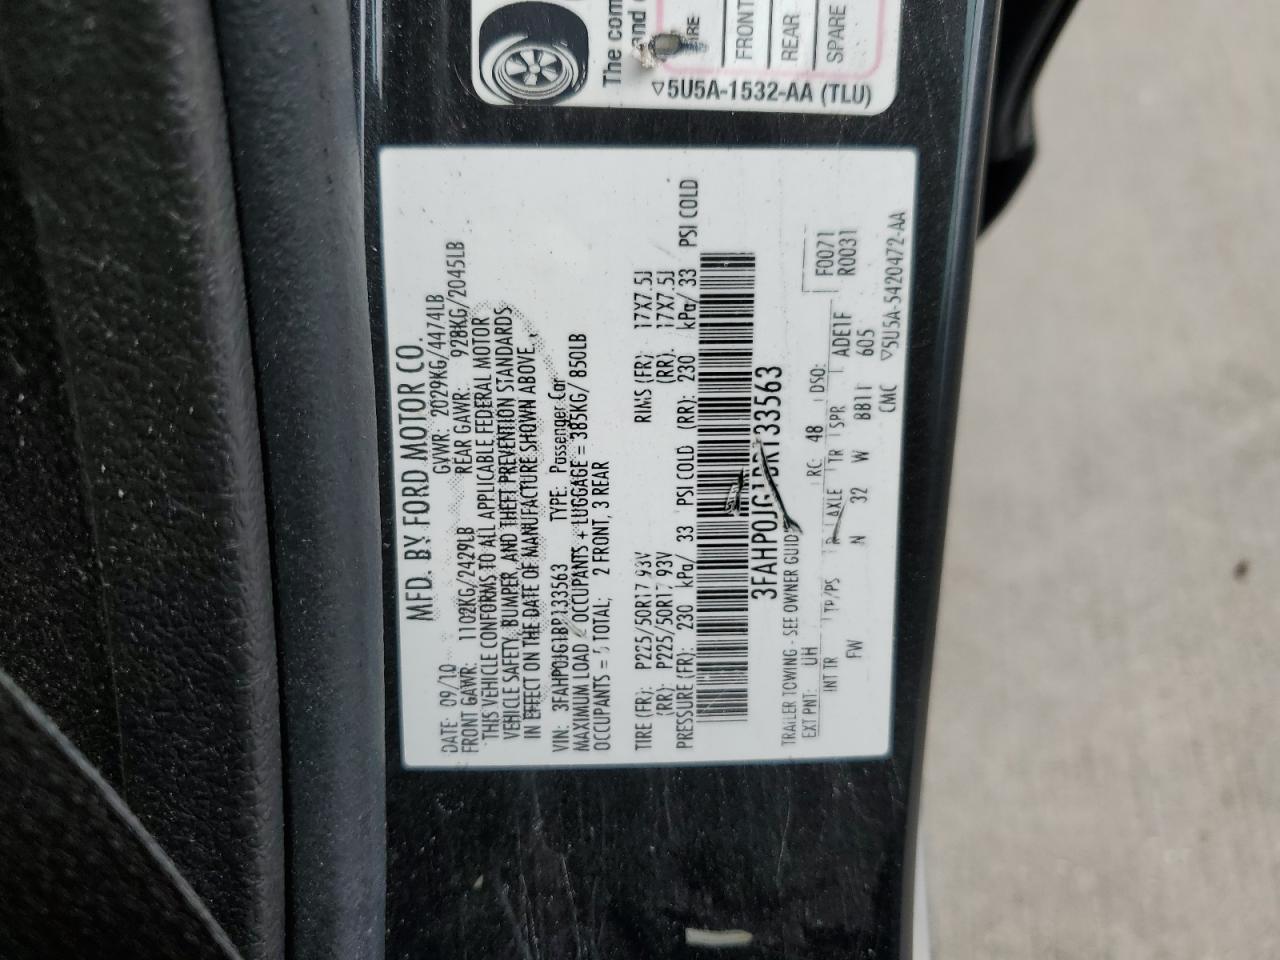 The com
and
FRONT
REAR
SPARE
▽5U5A-1532-AA (TLU)
MFD. BY FORD MOTOR CO.
DATE: 09/10 GVWR: 2029KG/4474LB
FRONT GAWR: 1102KG/2429LB REAR GAWR: 928KG/2045LB
THIS VEHICLE CONFORMS TO ALL APPLICABLE FEDERAL MOTOR
VEHICLE SAFETY, BUMPER, AND THEFT PREVENTION STANDARDS
IN EFFECT ON THE DATE OF MANUFACTURE SHOWN ABOVE.
VIN: 3FAHP0JG1BR133563 TYPE: Passenger Car
MAXIMUM LOAD OCCUPANTS + LUGGAGE = 385KG/ 850LB
OCCUPANTS = 5 TOTAL; 2 FRONT, 3 REAR
TIRE (FR): P225/50R17 93V RIMS (FR): 17X7.5J
(RR): P225/50R17 93V (RR): 17X7.5J
PRESSURE (FR): 230 kPa/ 33 PSI COLD (RR): 230 kPa/ 33 PSI COLD
3FAHP0JG1BR133563
TRAILER TOWING - SEE OWNER GUIDE
EXT PNT: UH RC: 48 DSO: F0071
R0031
INT TR TP/PS R AXLE TR SPR ADE1F
FW N 32 W BB11 605
CMC ▽5U5A-5420472-AA